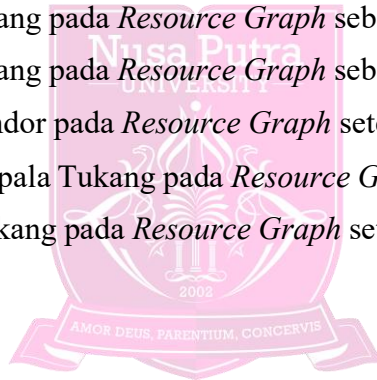 ang pada Resource Graph seb
ang pada Resource Graph seb
ndor pada Resource Graph set
pala Tukang pada Resource G
kang pada Resource Graph se
Nusa Putra
UNIVERSITY
2002
AMOR DEUS, PARENTIUM, CONCERVIS